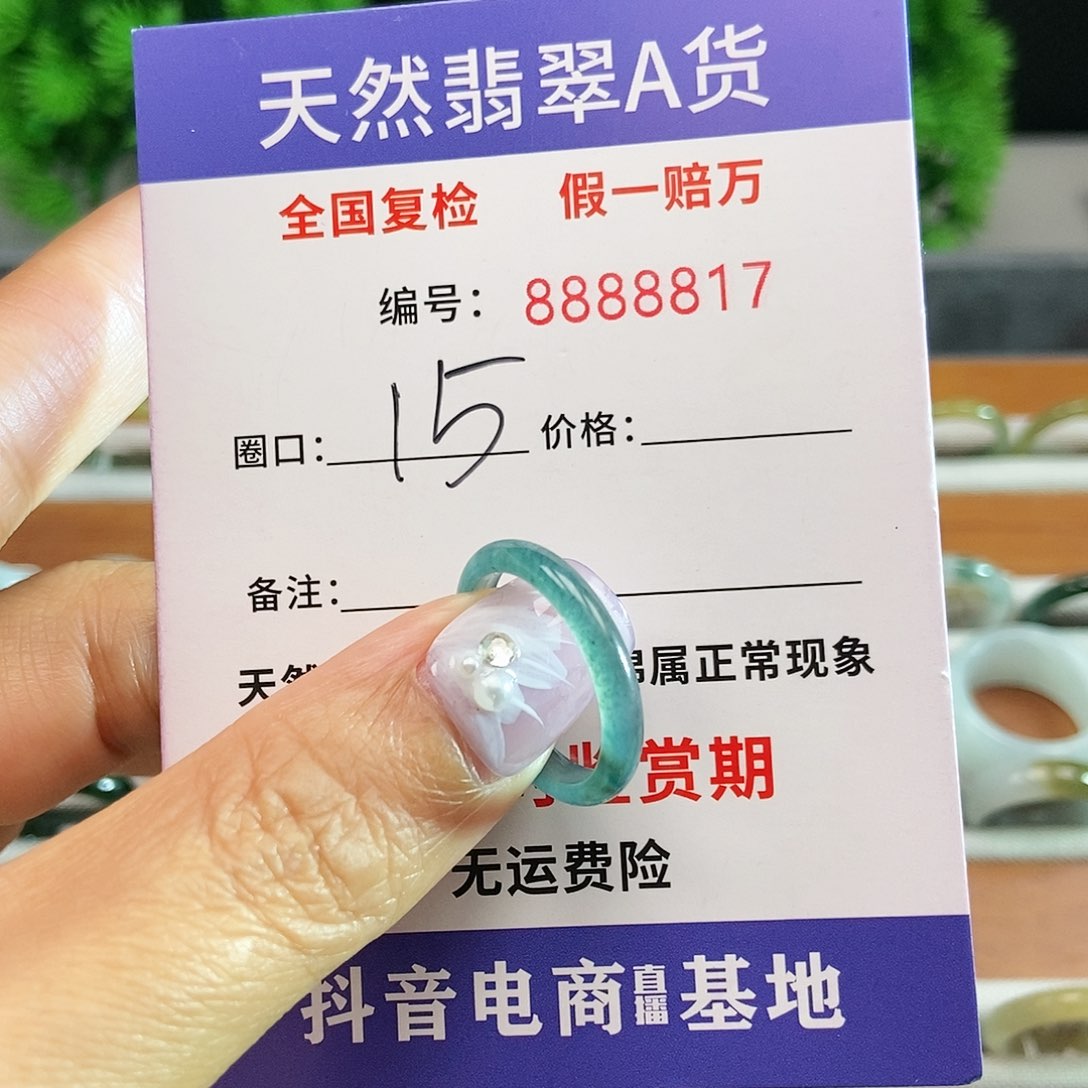 天然翡翠A货
全国复检 假一赔万
编号： 8888817
圈口： 15 价格：
备注：
天然 属正常现象
赏期
无运费险
抖音电商直播基地